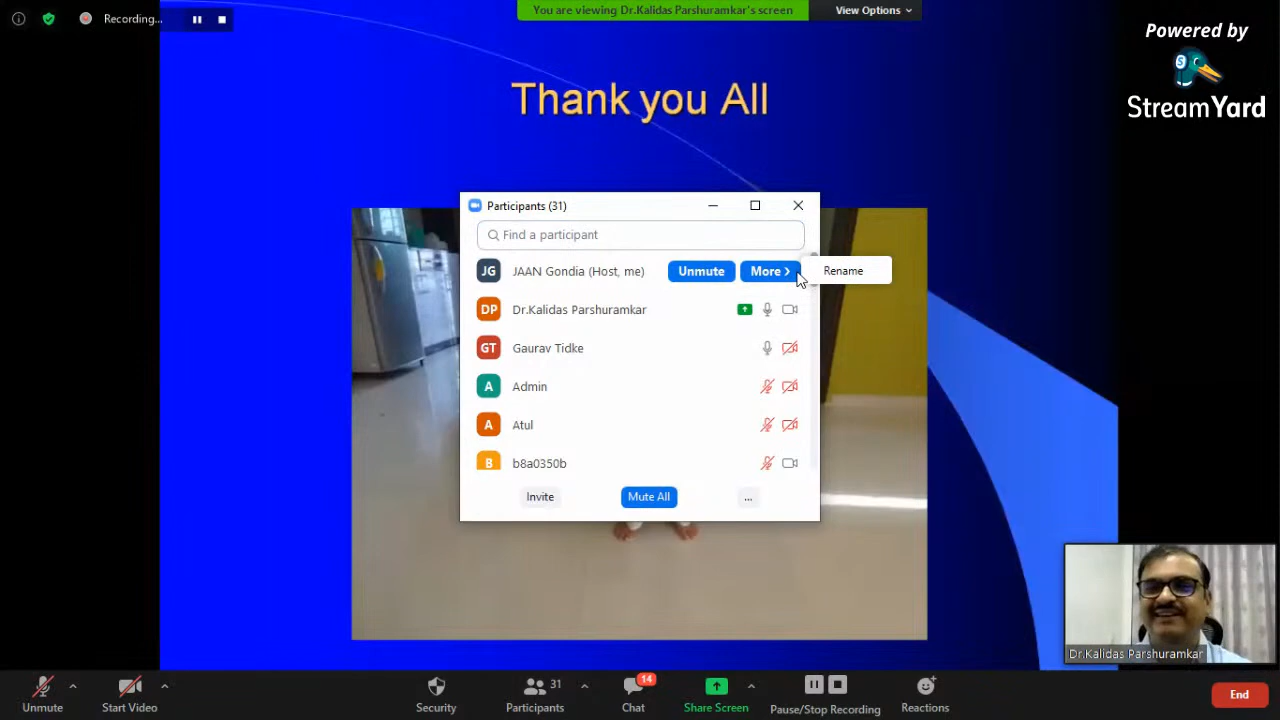 Recording...
You are viewing Dr.Kalidas Parshuramkar's screen
View Options
Powered by
StreamYard
Thank you All
Participants (31)
Find a participant
JG JAAN Gondia (Host, me) Unmute More > Rename
DP Dr.Kalidas Parshuramkar
GT Gaurav Tidke
A Admin
A Atul
B b8a0350b
Invite Mute All ...
Dr.Kalidas Parshuramkar
31 14
Unmute Start Video Security Participants Chat Share Screen Pause/Stop Recording Reactions End